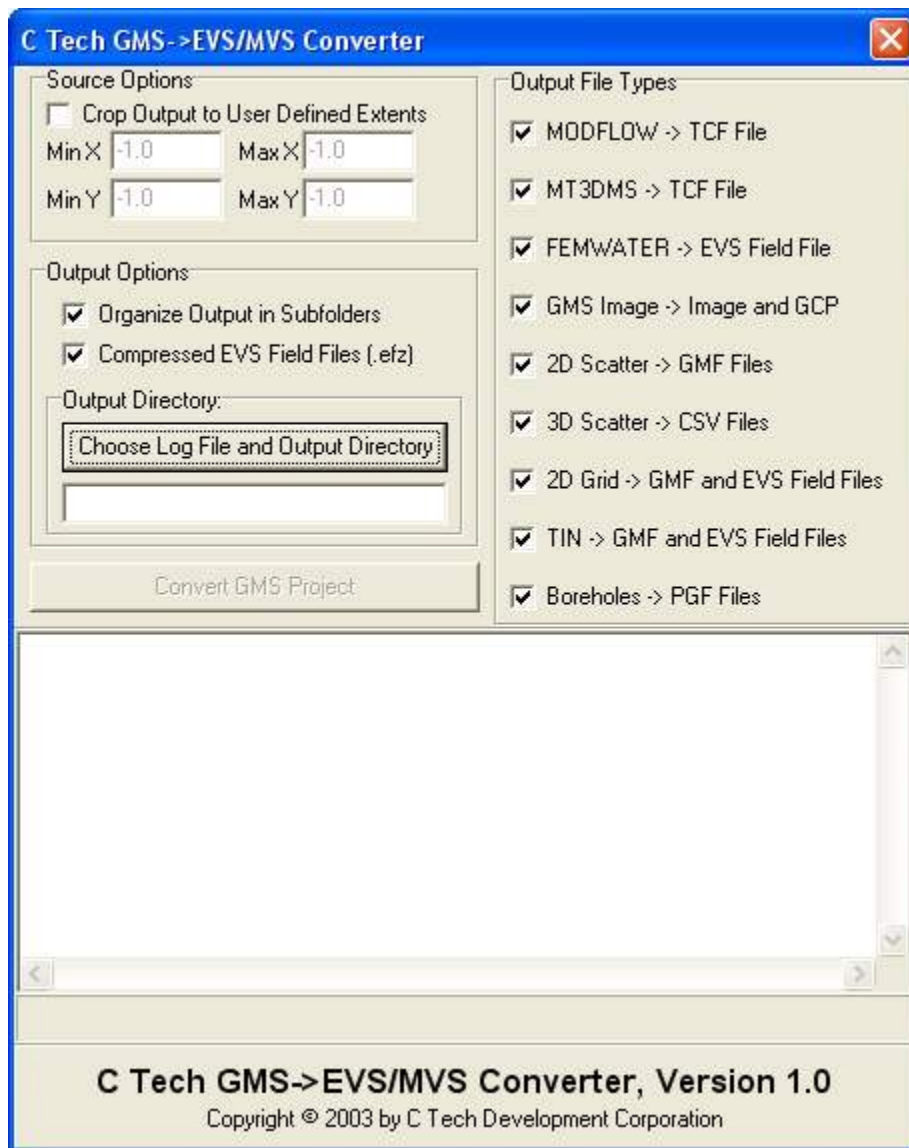 C Tech GMS->EVS/MVS Converter
Source Options
Crop Output to User Defined Extents
Min X -1.0 Max X -1.0
Min Y -1.0 Max Y -1.0
Output Options
Organize Output in Subfolders
Compressed EVS Field Files (.efz)
Output Directory:
Choose Log File and Output Directory
Convert GMS Project
Output File Types
MODFLOW -> TCF File
MT3DMS -> TCF File
FEMWATER -> EVS Field File
GMS Image -> Image and GCP
2D Scatter -> GMF Files
3D Scatter -> CSV Files
2D Grid -> GMF and EVS Field Files
TIN -> GMF and EVS Field Files
Boreholes -> PGF Files
C Tech GMS->EVS/MVS Converter, Version 1.0
Copyright © 2003 by C Tech Development Corporation